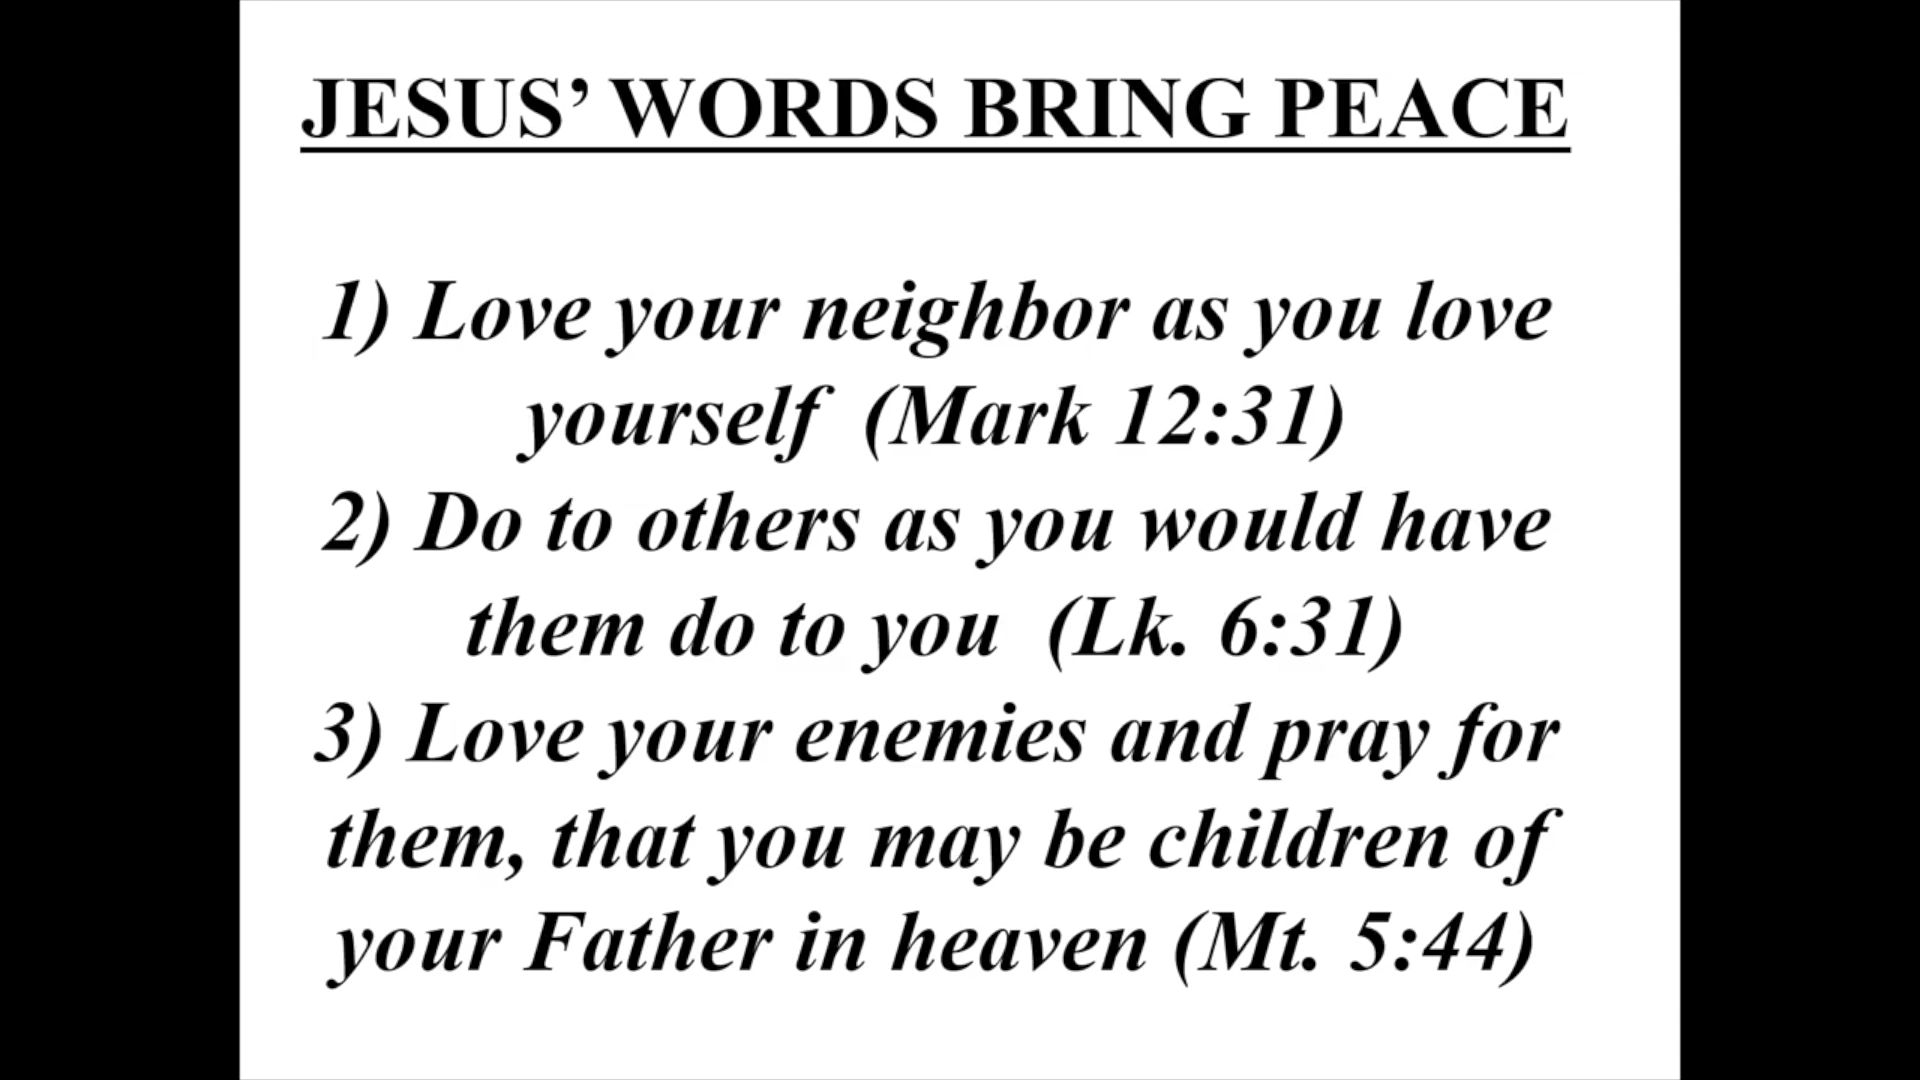 JESUS’ WORDS BRING PEACE
1) Love your neighbor as you love
yourself  (Mark 12:31)
2) Do to others as you would have
them do to you  (Lk. 6:31)
3) Love your enemies and pray for
them, that you may be children of
your Father in heaven (Mt. 5:44)